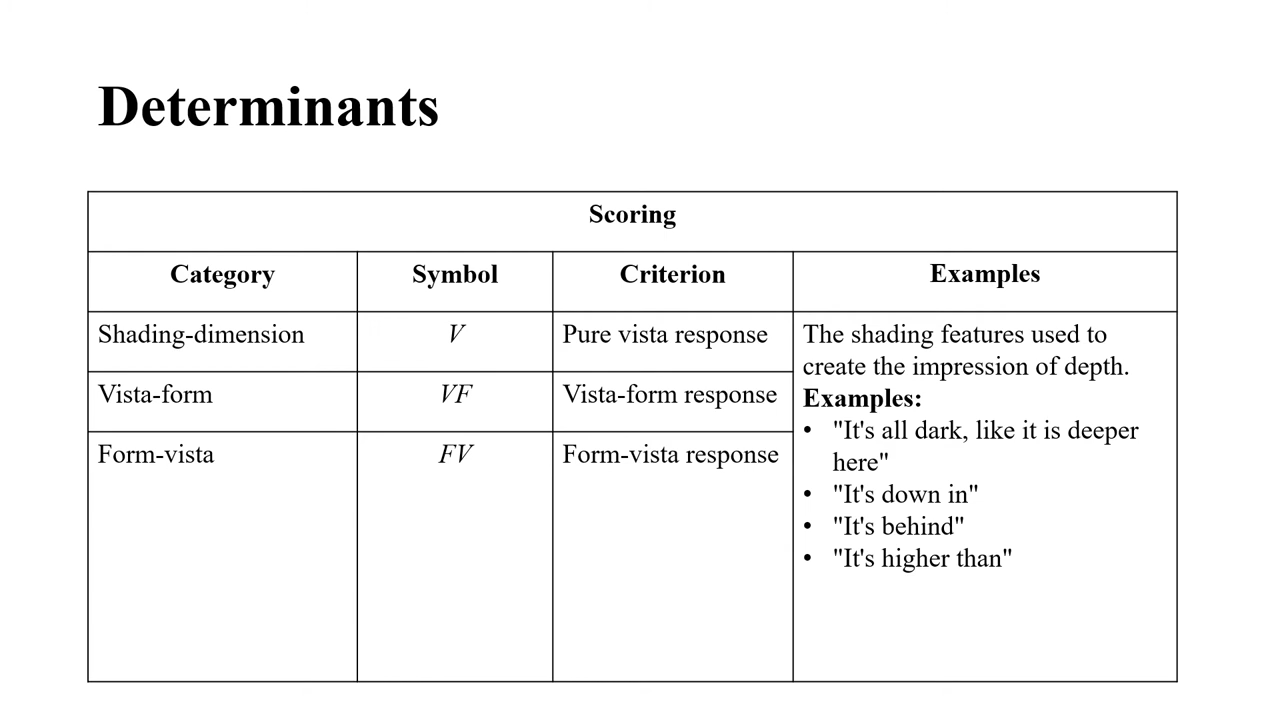 Determinants
Scoring
Category Symbol Criterion Examples
Shading-dimension V Pure vista response
Vista-form VF Vista-form response
Form-vista FV Form-vista response
The shading features used to
create the impression of depth.
Examples:
• "It's all dark, like it is deeper
here"
• "It's down in"
• "It's behind"
• "It's higher than"